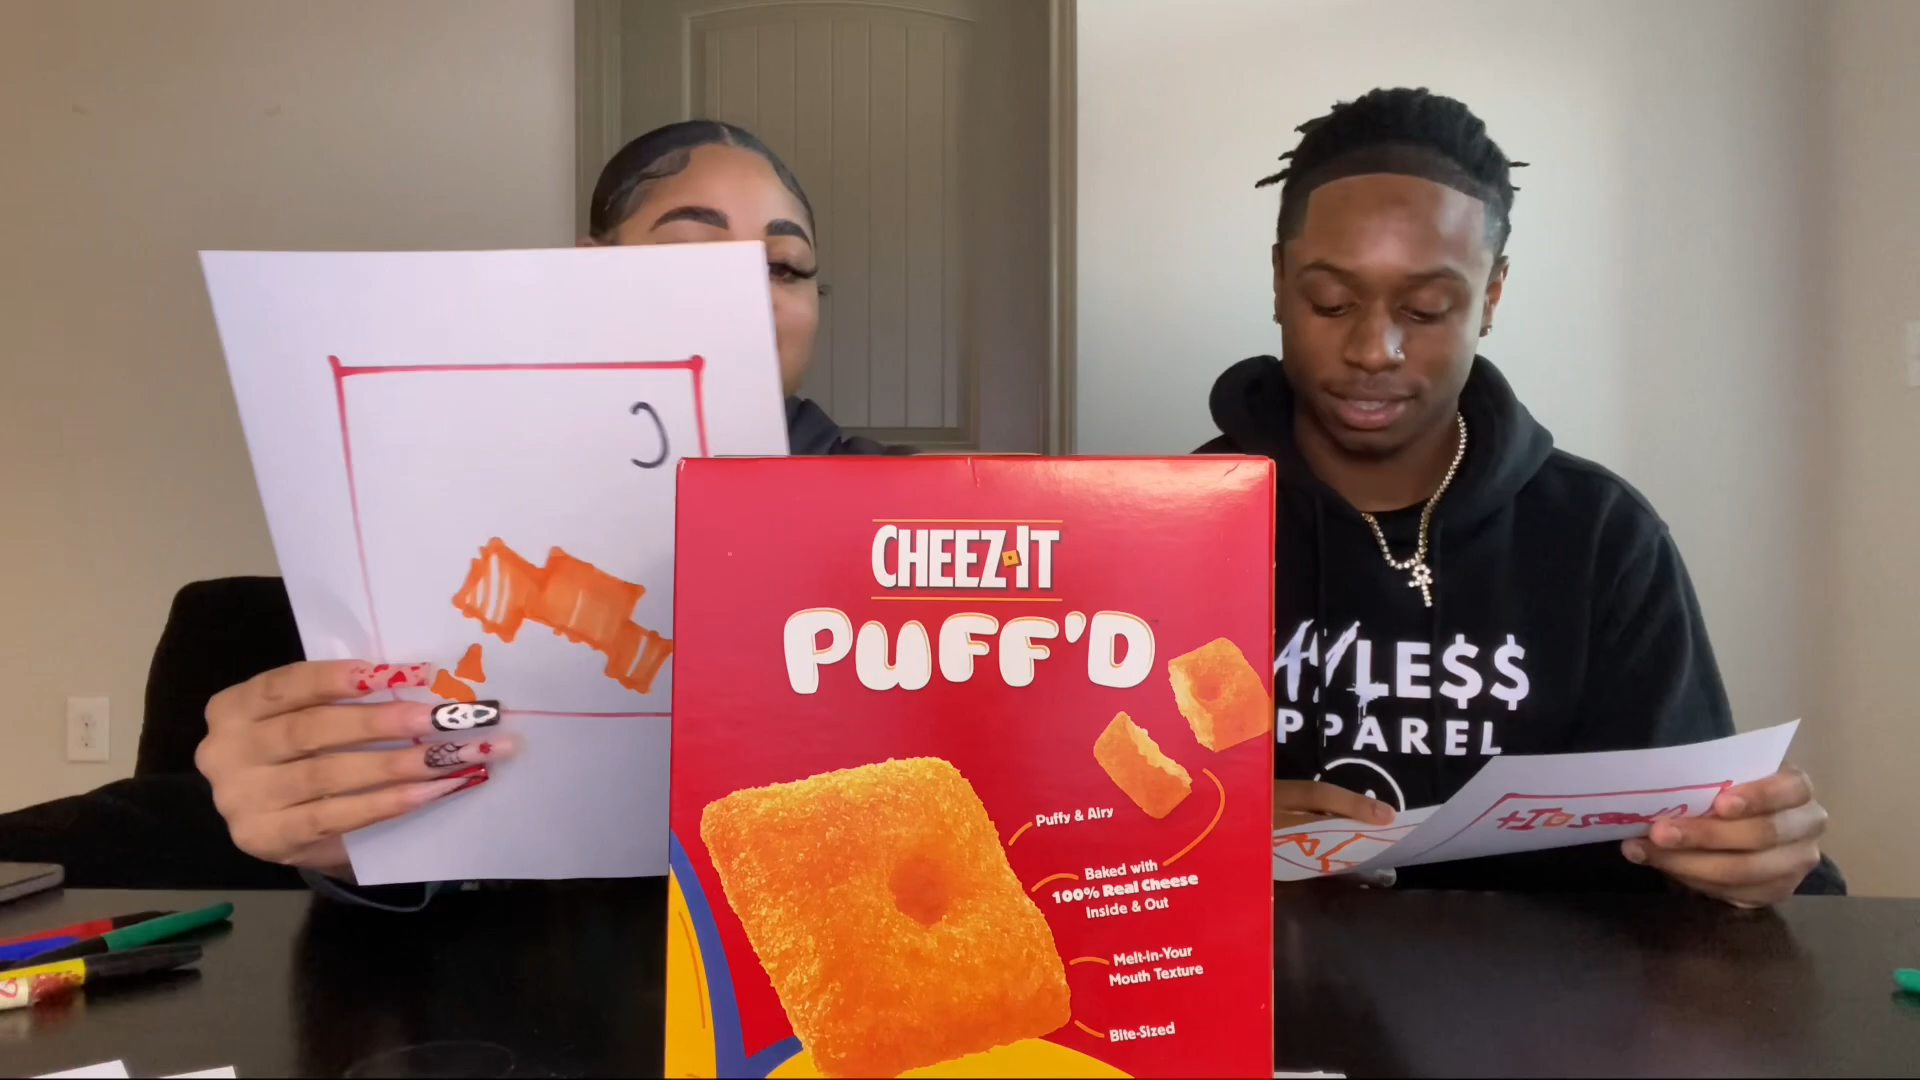 C
CHEEZ-IT
PUFF'D
Puffy & Airy
Baked with
100% Real Cheese
Inside & Out
Melt-in-Your
Mouth Texture
Bite-Sized
LE$$
APPAREL